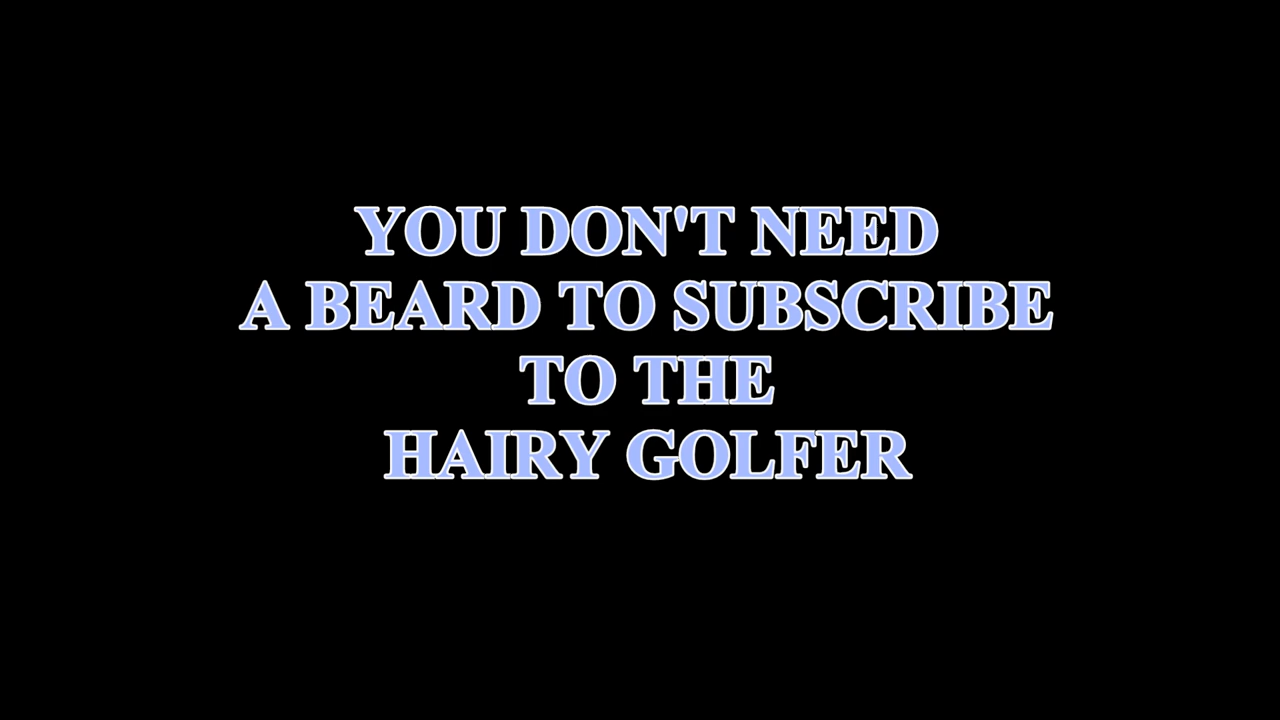 YOU DON'T NEED
A BEARD TO SUBSCRIBE
TO THE
HAIRY GOLFER